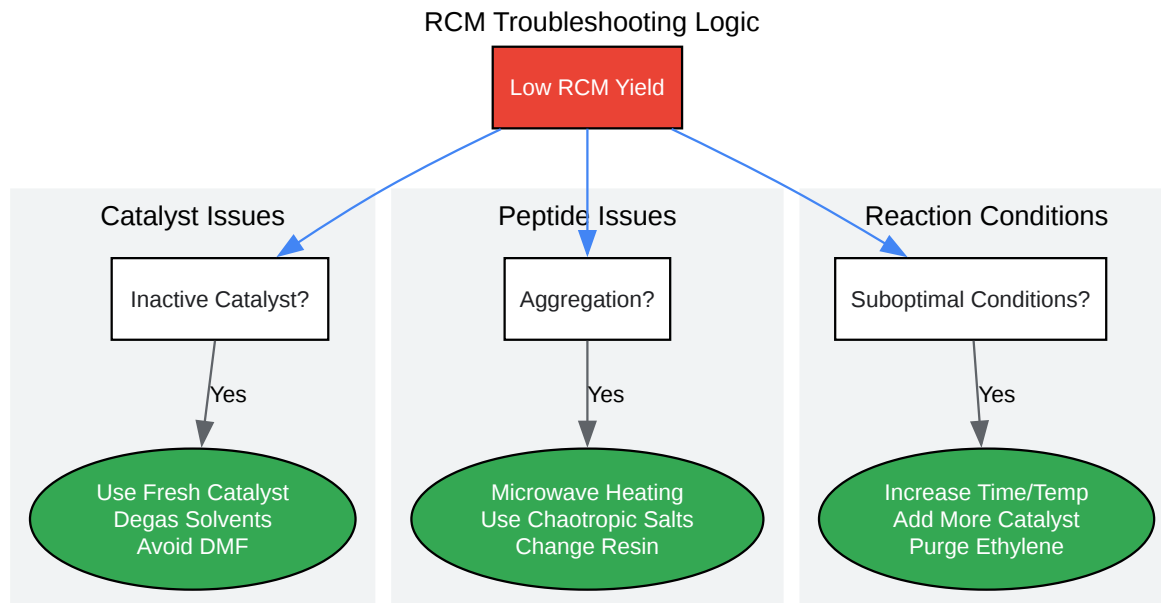 RCM Troubleshooting Logic
Low RCM Yield
Catalyst Issues
Peptide Issues
Reaction Conditions
Inactive Catalyst?
Aggregation?
Suboptimal Conditions?
Yes
Yes
Yes
Use Fresh Catalyst
Degas Solvents
Avoid DMF
Microwave Heating
Use Chaotropic Salts
Change Resin
Increase Time/Temp
Add More Catalyst
Purge Ethylene